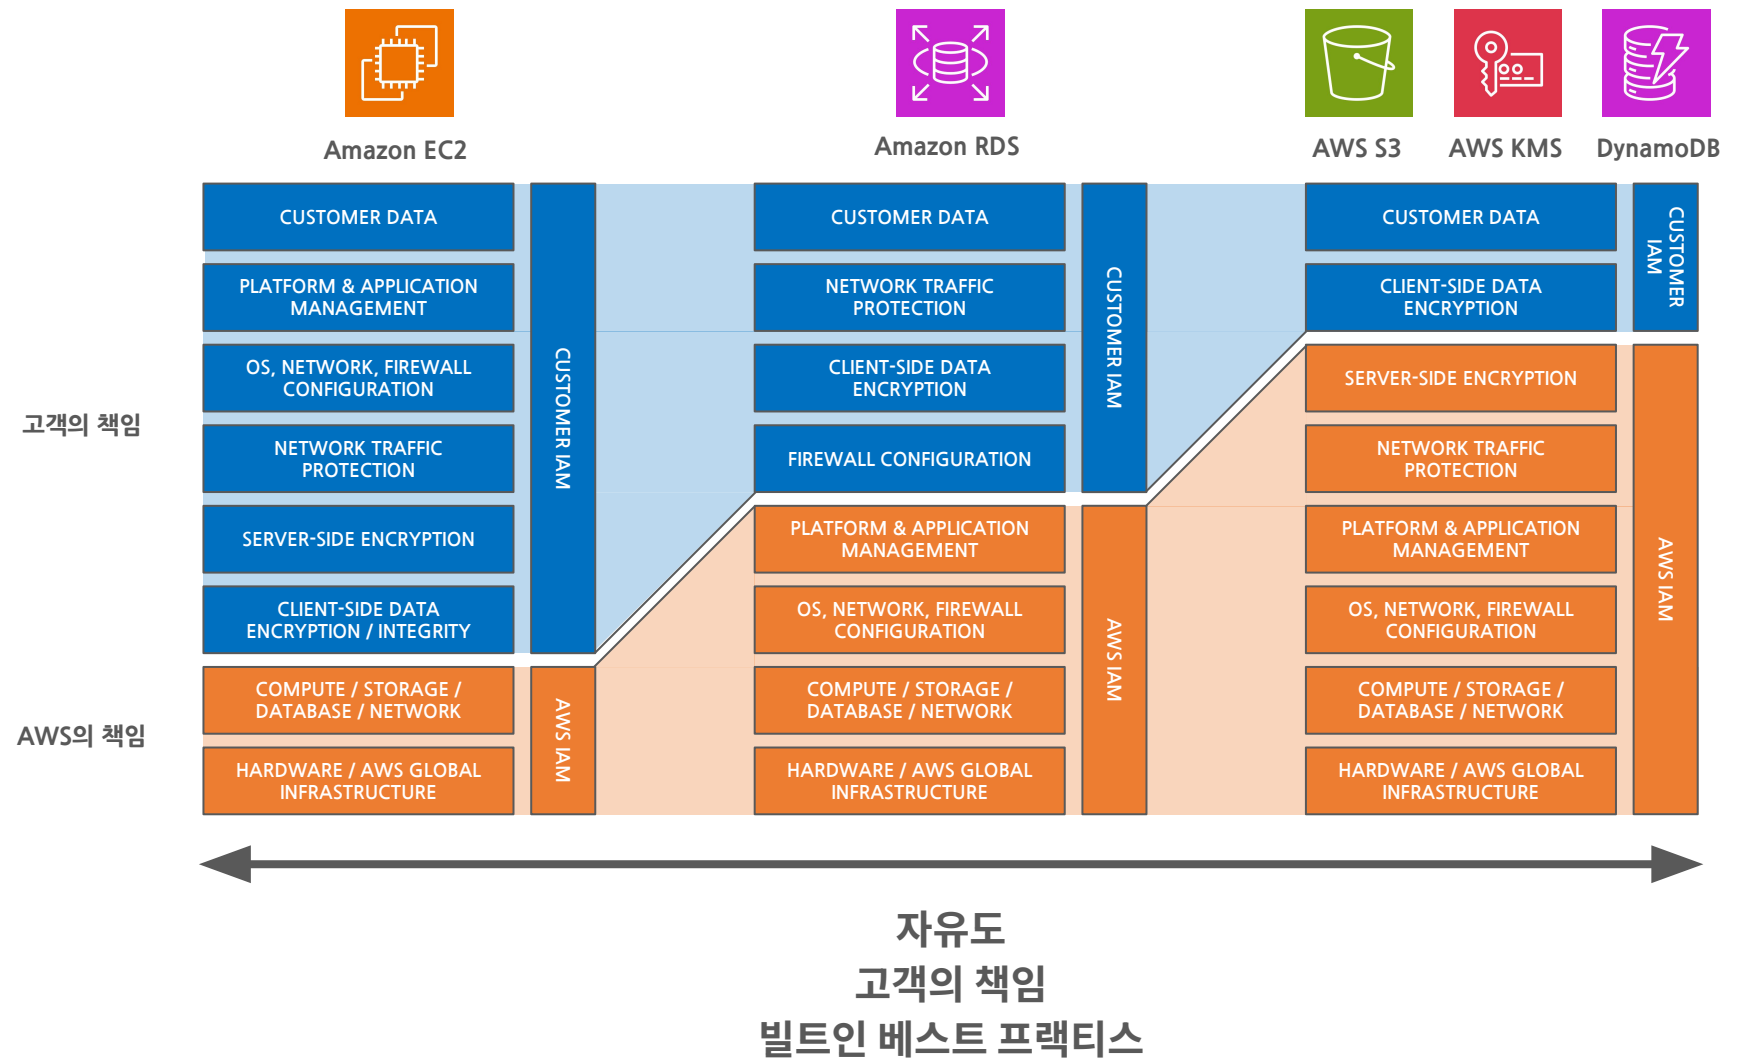 Amazon EC2
Amazon RDS
AWS S3
AWS KMS
DynamoDB
고객의 책임
AWS의 책임
CUSTOMER DATA
PLATFORM & APPLICATION
MANAGEMENT
OS, NETWORK, FIREWALL
CONFIGURATION
NETWORK TRAFFIC
PROTECTION
SERVER-SIDE ENCRYPTION
CLIENT-SIDE DATA
ENCRYPTION / INTEGRITY
COMPUTE / STORAGE /
DATABASE / NETWORK
HARDWARE / AWS GLOBAL
INFRASTRUCTURE
CUSTOMER IAM
AWS IAM
CUSTOMER DATA
NETWORK TRAFFIC
PROTECTION
CLIENT-SIDE DATA
ENCRYPTION
FIREWALL CONFIGURATION
PLATFORM & APPLICATION
MANAGEMENT
OS, NETWORK, FIREWALL
CONFIGURATION
COMPUTE / STORAGE /
DATABASE / NETWORK
HARDWARE / AWS GLOBAL
INFRASTRUCTURE
CUSTOMER IAM
AWS IAM
CUSTOMER DATA
CLIENT-SIDE DATA
ENCRYPTION
SERVER-SIDE ENCRYPTION
NETWORK TRAFFIC
PROTECTION
PLATFORM & APPLICATION
MANAGEMENT
OS, NETWORK, FIREWALL
CONFIGURATION
COMPUTE / STORAGE /
DATABASE / NETWORK
HARDWARE / AWS GLOBAL
INFRASTRUCTURE
CUSTOMER
IAM
AWS IAM
자유도
고객의 책임
빌트인 베스트 프랙티스